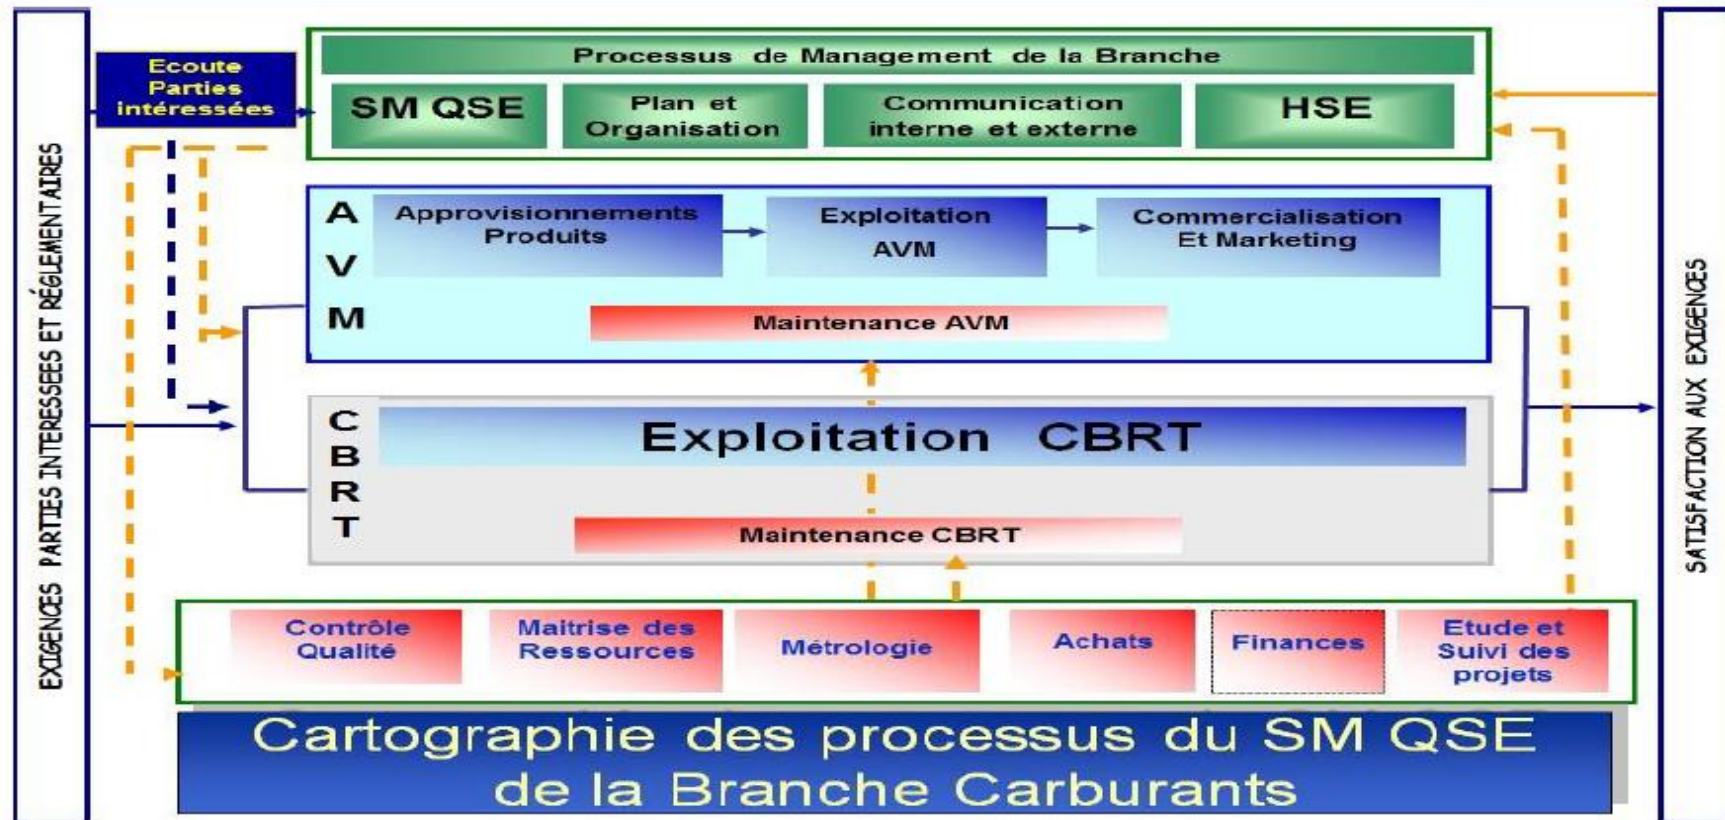 EXIGENCES PARTIES INTERESSEES ET RÉGLEMENTAIRES
Ecoute
Parties
intéressées
Processus de Management de la Branche
SM QSE
Plan et
Organisation
Communication
interne et externe
HSE
A
V
M
Approvisionnements
Produits
Exploitation
AVM
Commercialisation
Et Marketing
Maintenance AVM
C
B
R
T
Exploitation CBRT
Maintenance CBRT
Contrôle
Qualité
Maitrise des
Ressources
Métrologie
Achats
Finances
Etude et
Suivi des
projets
SATISFACTION AUX EXIGENCES
Cartographie des processus du SM QSE
de la Branche Carburants